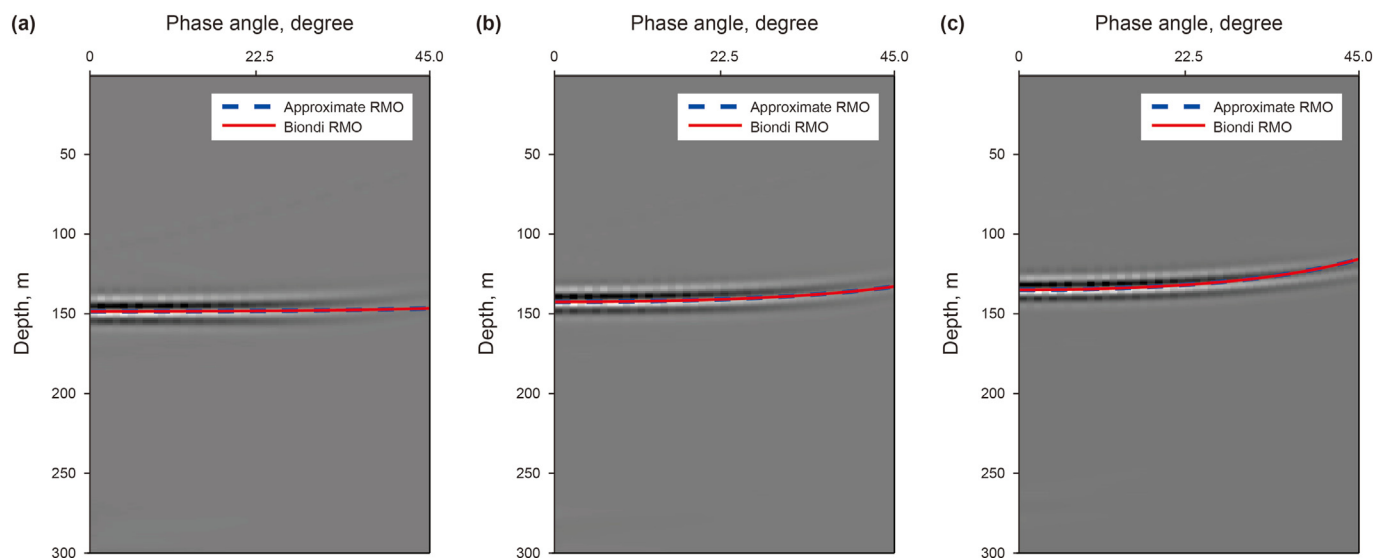 (a)
Phase angle, degree
0 22.5 45.0
Approximate RMO
Biondi RMO
50
100
150
200
250
300
Depth, m
(b)
Phase angle, degree
0 22.5 45.0
Approximate RMO
Biondi RMO
50
100
150
200
250
300
Depth, m
(c)
Phase angle, degree
0 22.5 45.0
Approximate RMO
Biondi RMO
50
100
150
200
250
300
Depth, m